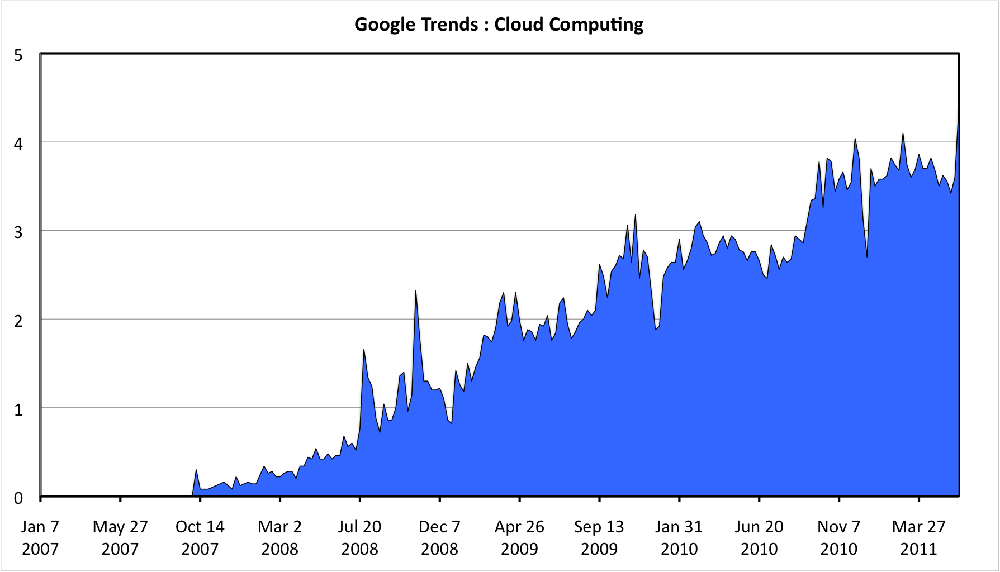 Google Trends : Cloud Computing
5
4
3
2
1
0
Jan 7 May 27 Oct 14 Mar 2 Jul 20 Dec 7 Apr 26 Sep 13 Jan 31 Jun 20 Nov 7 Mar 27
2007 2007 2007 2008 2008 2008 2009 2009 2010 2010 2010 2011